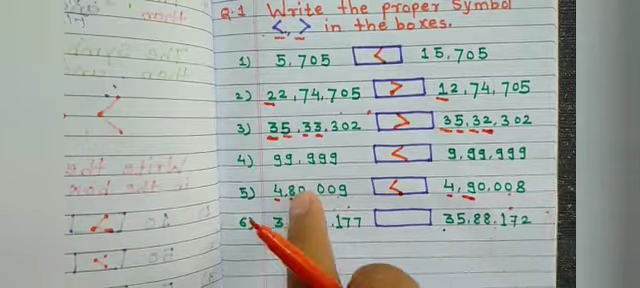 Q.1 Write the proper symbol
<, > in the boxes.
1) 5,705 < 15,705
2) 22,74,705 > 12,74,705
3) 35,33,302 > 35,32,302
4) 99,999 < 9,99,999
5) 4,80,009 < 4,90,008
6) 3 ,177 35,88,172